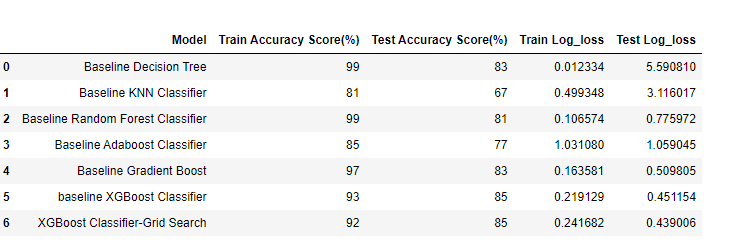 Model Train Accuracy Score(%) Test Accuracy Score(%) Train Log_loss Test Log_loss
0 Baseline Decision Tree 99 83 0.012334 5.590810
1 Baseline KNN Classifier 81 67 0.499348 3.116017
2 Baseline Random Forest Classifier 99 81 0.106574 0.775972
3 Baseline Adaboost Classifier 85 77 1.031080 1.059045
4 Baseline Gradient Boost 97 83 0.163581 0.509805
5 baseline XGBoost Classifier 93 85 0.219129 0.451154
6 XGBoost Classifier-Grid Search 92 85 0.241682 0.439006